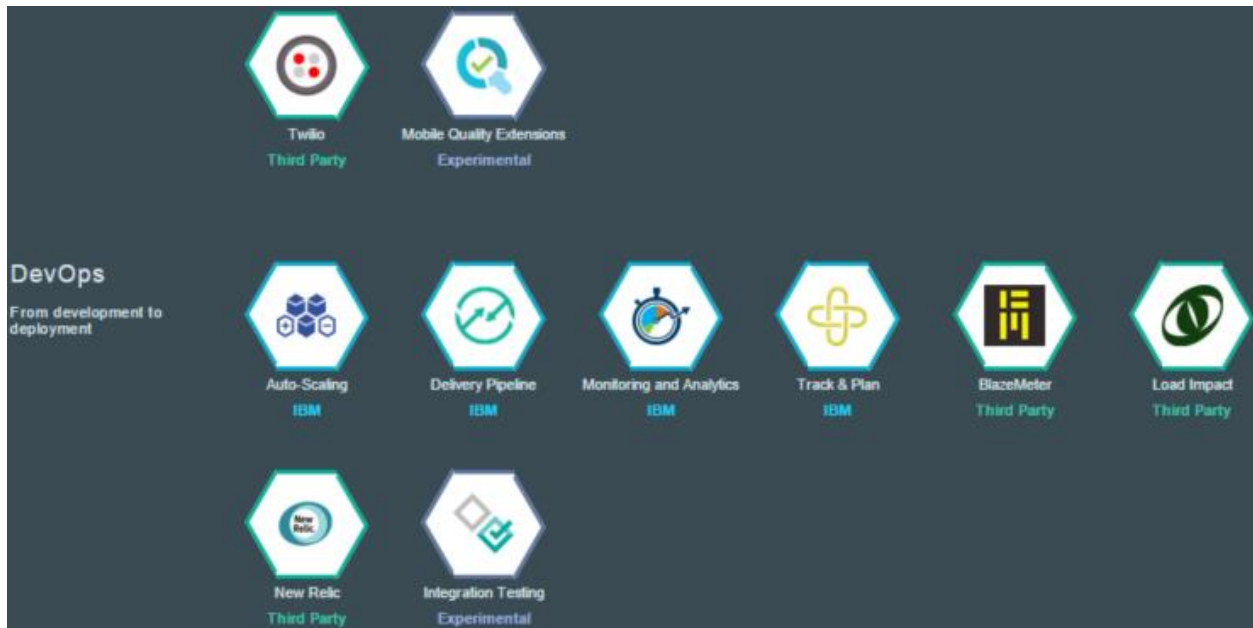 Twilio
Third Party
Mobile Quality Extensions
Experimental
DevOps
From development to
deployment
Auto-Scaling
IBM
Delivery Pipeline
IBM
Monitoring and Analytics
IBM
Track & Plan
IBM
BlazeMeter
Third Party
Load Impact
Third Party
New
Relic.
New Relic
Third Party
Integration Testing
Experimental